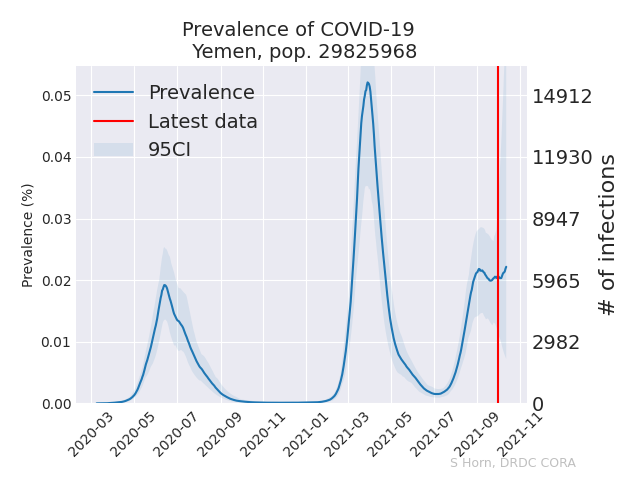 Prevalence of COVID-19
Yemen, pop. 29825968
Prevalence
Latest data
95CI
Prevalence (%)
0.05
0.04
0.03
0.02
0.01
0.00
14912
11930
8947
5965
2982
0
# of infections
2020-03
2020-05
2020-07
2020-09
2020-11
2021-01
2021-03
2021-05
2021-07
2021-09
2021-11
S Horn, DRDC CORA